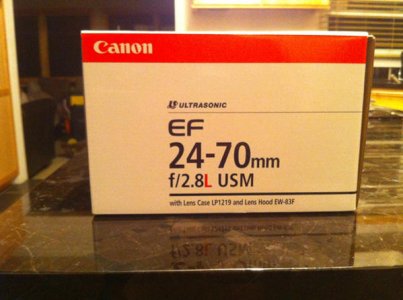 Canon
ULTRASONIC
EF
24-70mm
f/2.8L USM
with Lens Case LP1219 and Lens Hood EW-83F